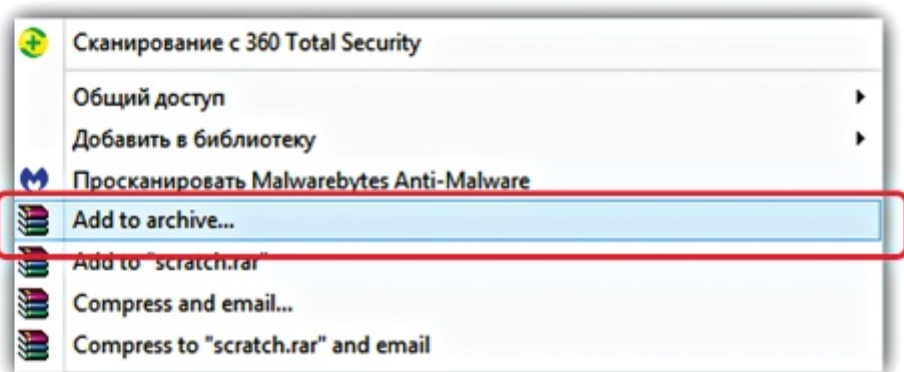 Сканирование с 360 Total Security
Общий доступ
Добавить в библиотеку
Просканировать Malwarebytes Anti-Malware
Add to archive...
Add to "scratch.rar"
Compress and email...
Compress to "scratch.rar" and email